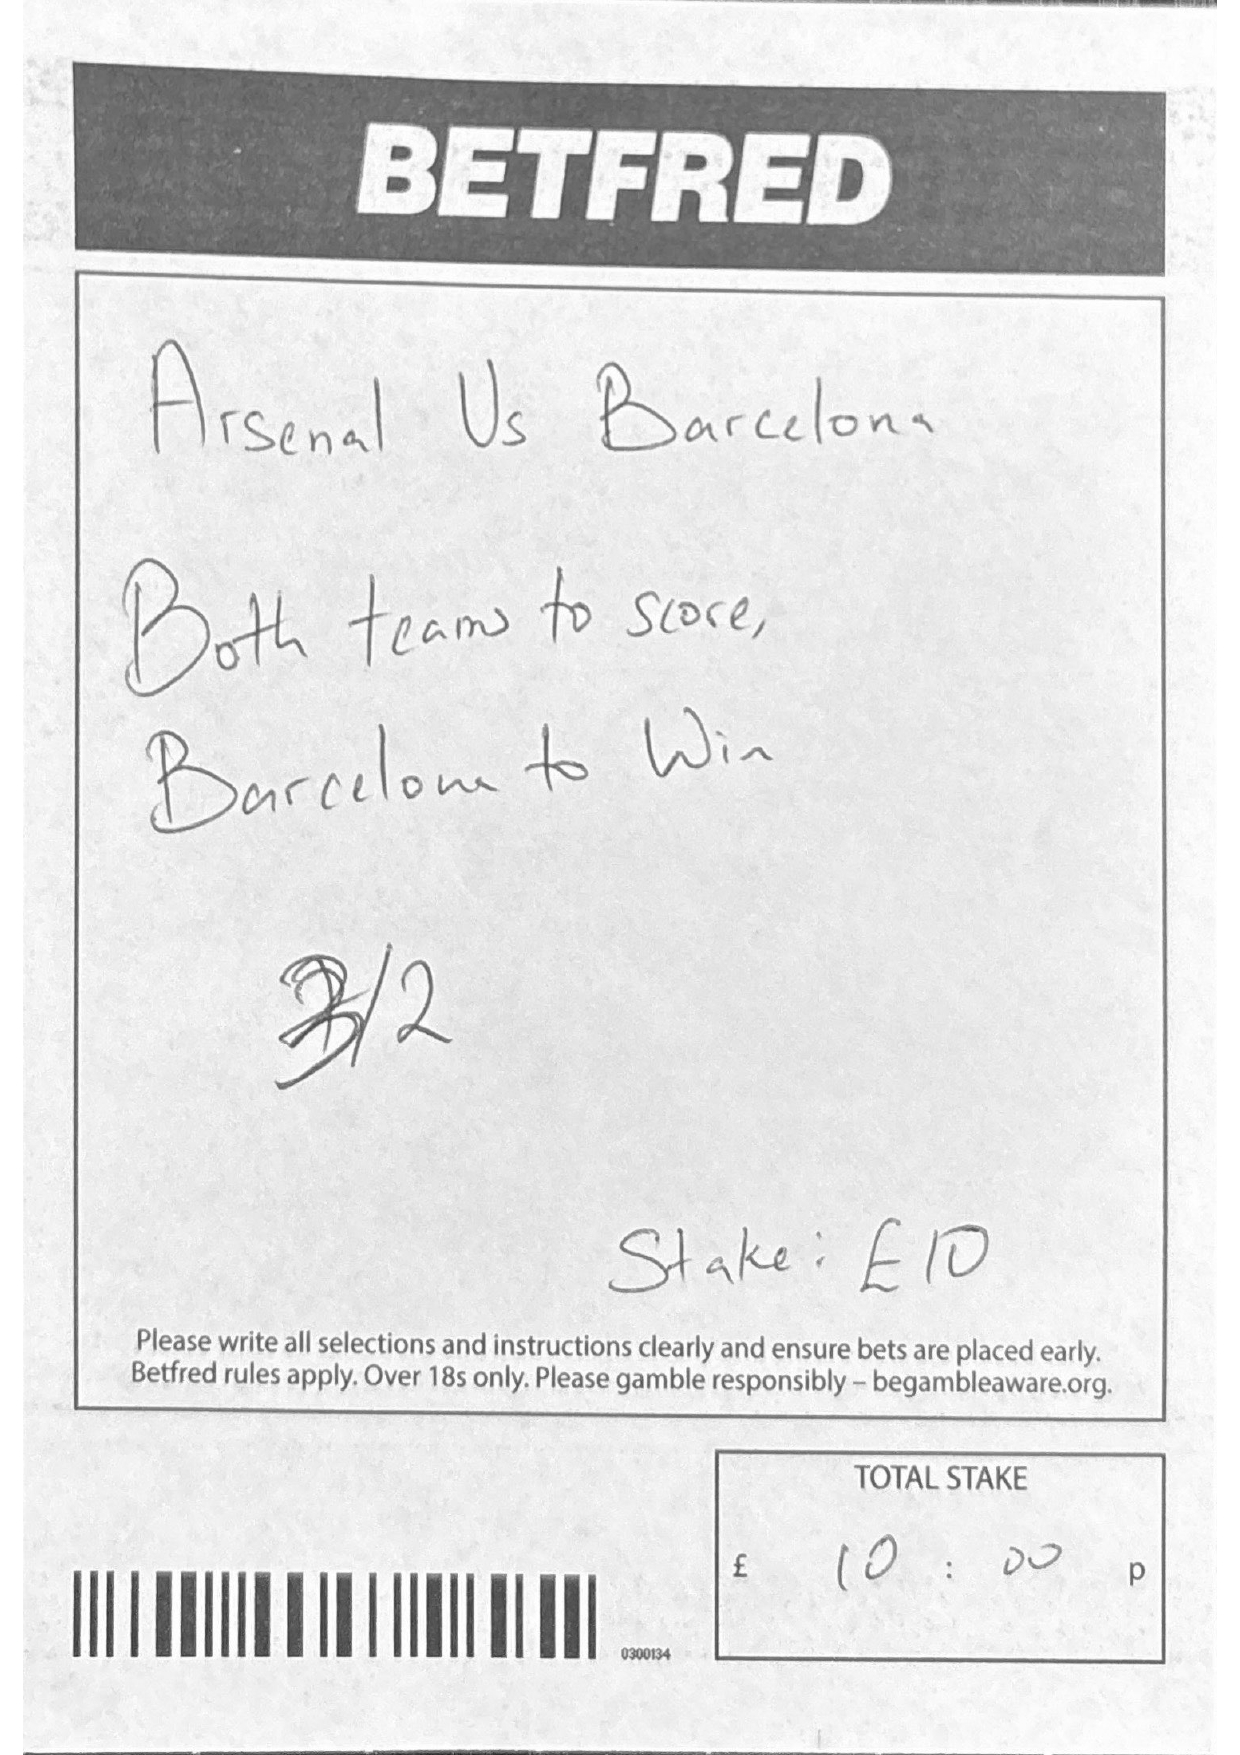 BETFRED
Arsenal Vs Barcelona
Both teams to score,
Barcelona to Win
3/2
Stake: £10
Please write all selections and instructions clearly and ensure bets are placed early.
Betfred rules apply. Over 18s only. Please gamble responsibly – begambleaware.org.
TOTAL STAKE
£ 10 : 00 p
0300134